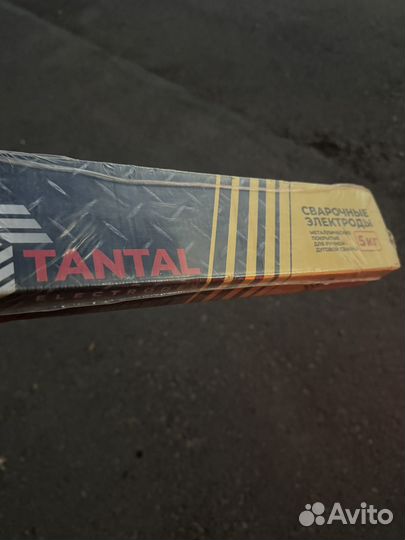 TANTAL
СВАРОЧНЫЕ
ЭЛЕКТРОДЫ
МЕТАЛЛИЧЕСКИЕ
ПОКРЫТЫЕ
ДЛЯ РУЧНОЙ
ДУГОВОЙ СВАРКИ
5 КГ
Avito